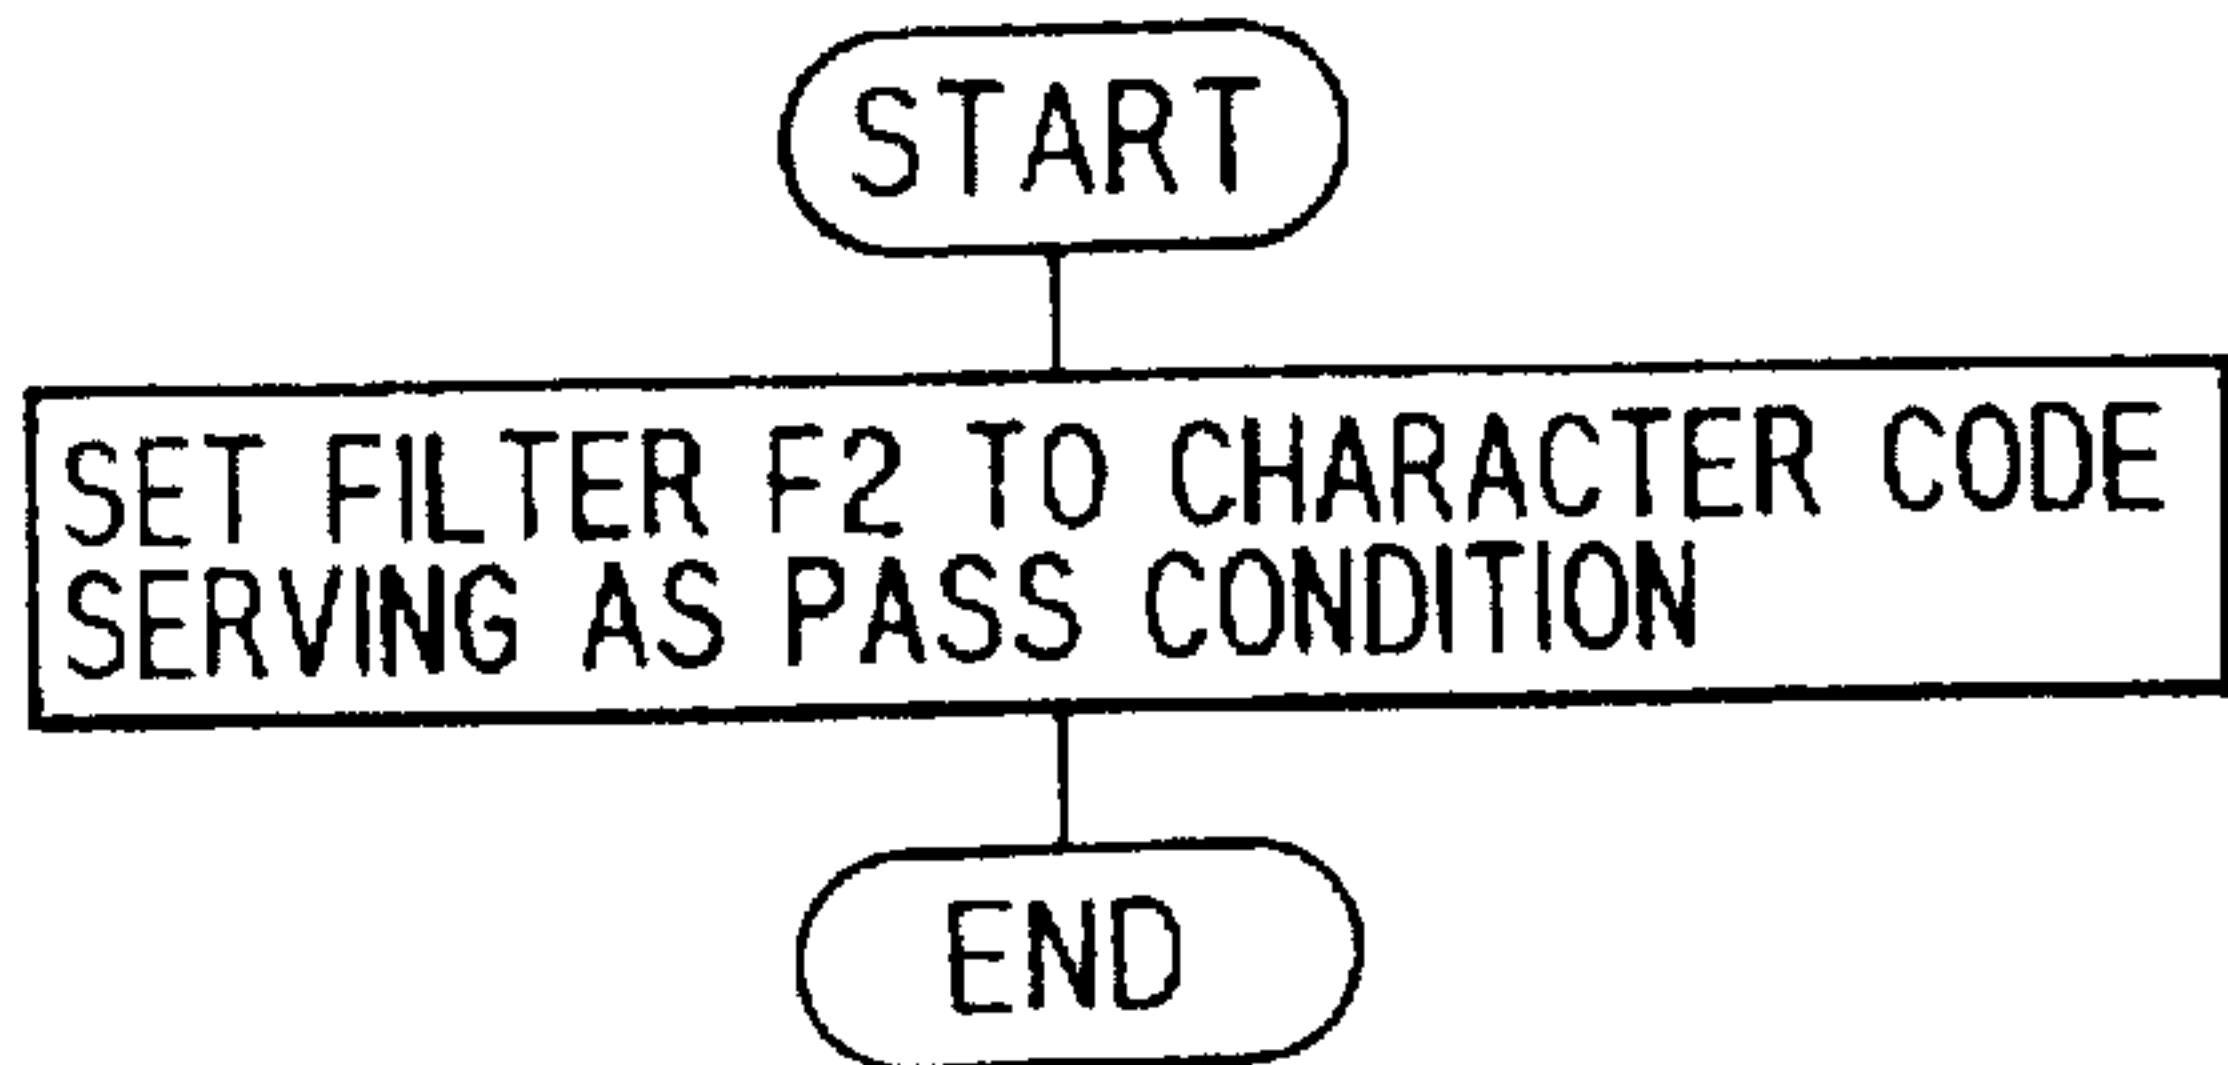 START
SET FILTER F2 TO CHARACTER CODE
SERVING AS PASS CONDITION
END